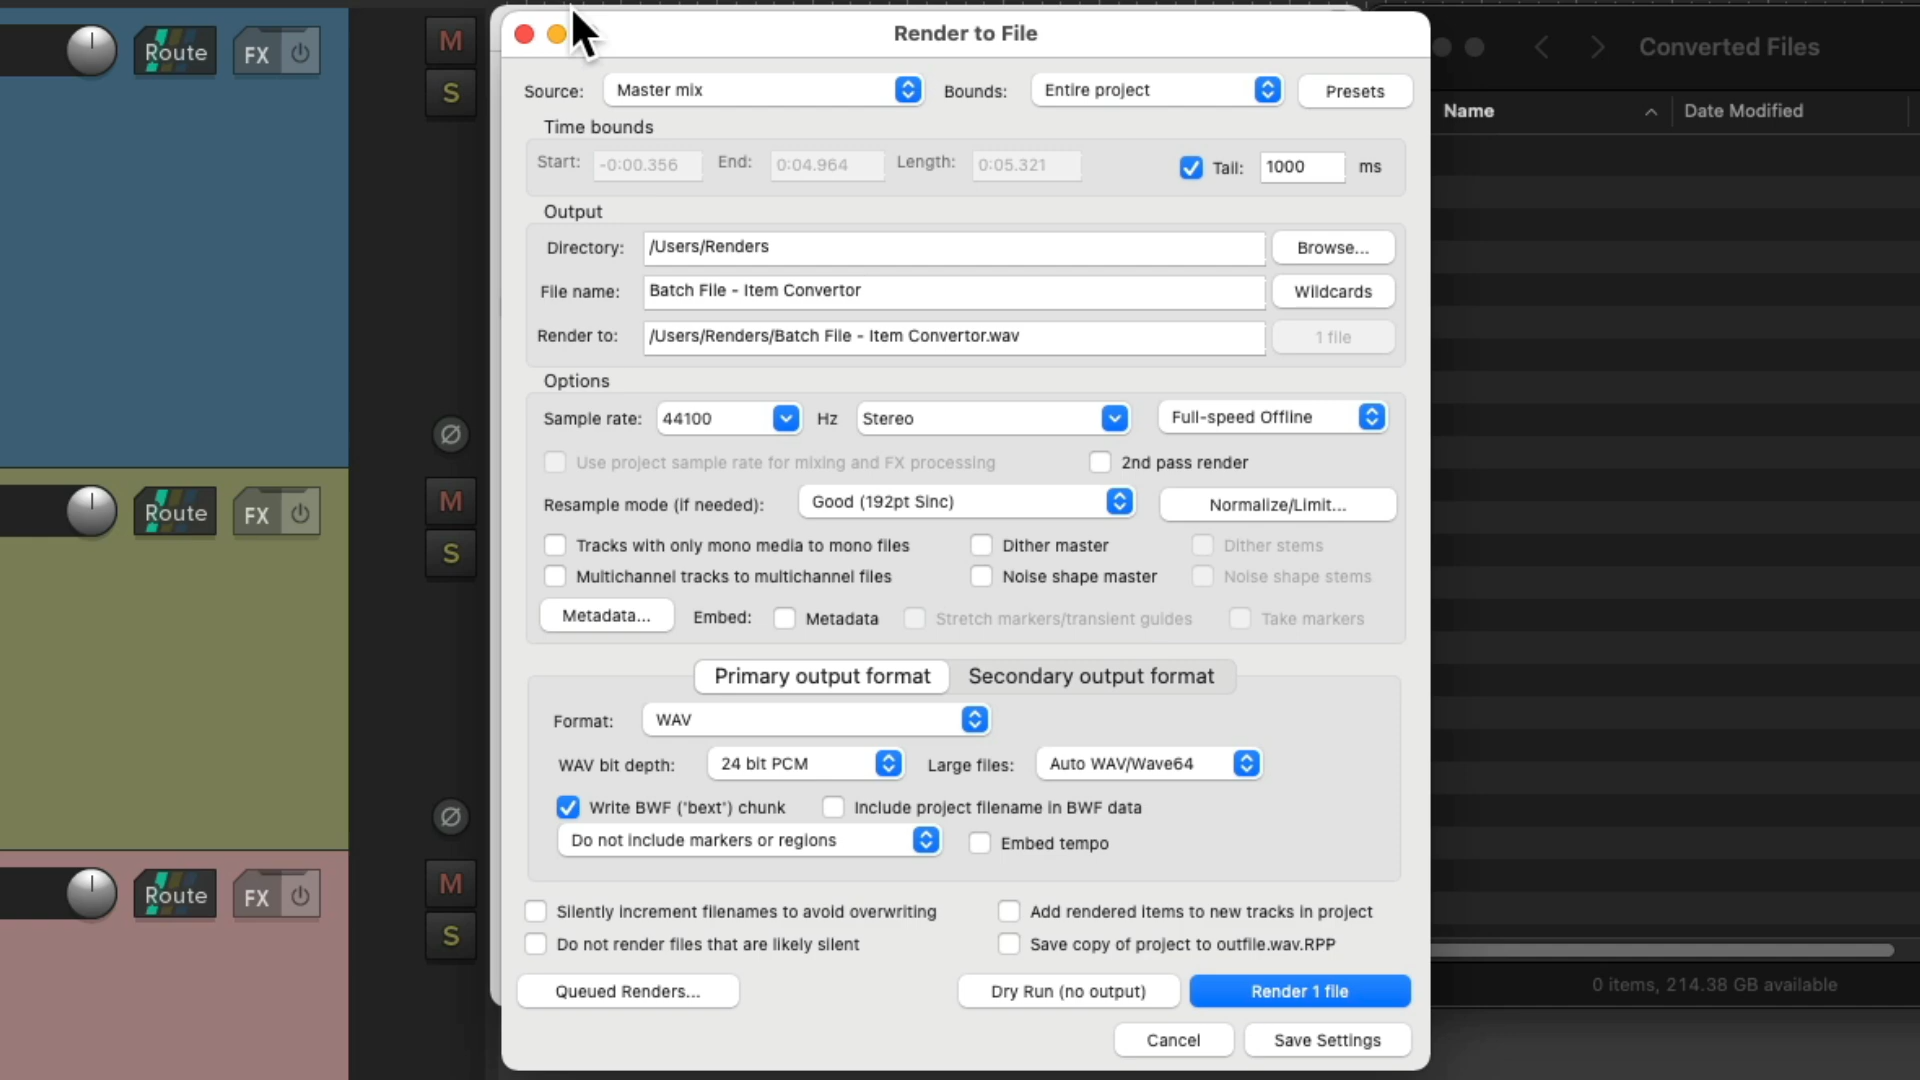 Render to File
Source: Master mix Bounds: Entire project Presets
Time bounds
Start: -0:00.356 End: 0:04.964 Length: 0:05.321 Tail: 1000 ms
Output
Directory: /Users/Renders Browse...
File name: Batch File - Item Convertor Wildcards
Render to: /Users/Renders/Batch File - Item Convertor.wav 1 file
Options
Sample rate: 44100 Hz Stereo Full-speed Offline
Use project sample rate for mixing and FX processing 2nd pass render
Resample mode (if needed): Good (192pt Sinc) Normalize/Limit...
Tracks with only mono media to mono files Dither master Dither stems
Multichannel tracks to multichannel files Noise shape master Noise shape stems
Metadata... Embed: Metadata Stretch markers/transient guides Take markers
Primary output format Secondary output format
Format: WAV
WAV bit depth: 24 bit PCM Large files: Auto WAV/Wave64
Write BWF ('bext') chunk Include project filename in BWF data
Do not include markers or regions Embed tempo
Silently increment filenames to avoid overwriting Add rendered items to new tracks in project
Do not render files that are likely silent Save copy of project to outfile.wav.RPP
Queued Renders... Dry Run (no output) Render 1 file
Cancel Save Settings
Route FX M
S
Route FX M
S
Route FX M
S
Converted Files
Name Date Modified
0 items, 214.38 GB available